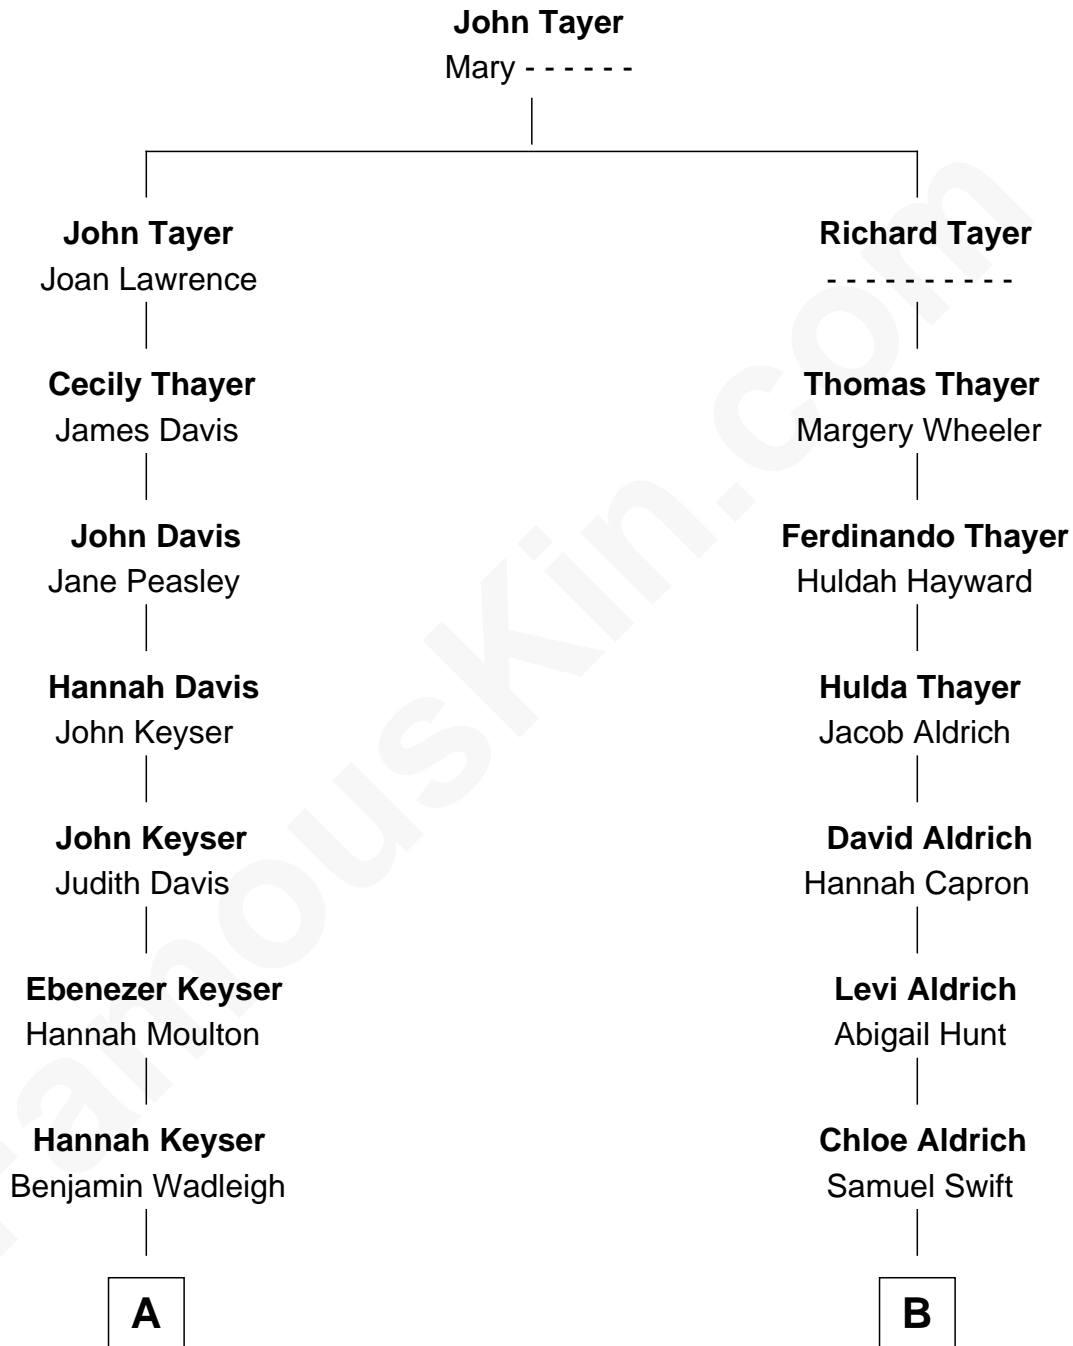 John Tayer
Mary - - - - - -
John Tayer
Joan Lawrence
Richard Tayer
- - - - - - - - - -
Cecily Thayer
James Davis
Thomas Thayer
Margery Wheeler
John Davis
Jane Peasley
Ferdinando Thayer
Huldah Hayward
Hannah Davis
John Keyser
Hulda Thayer
Jacob Aldrich
John Keyser
Judith Davis
David Aldrich
Hannah Capron
Ebenezer Keyser
Hannah Moulton
Levi Aldrich
Abigail Hunt
Hannah Keyser
Benjamin Wadleigh
Chloe Aldrich
Samuel Swift
A
B
FamousKin.com